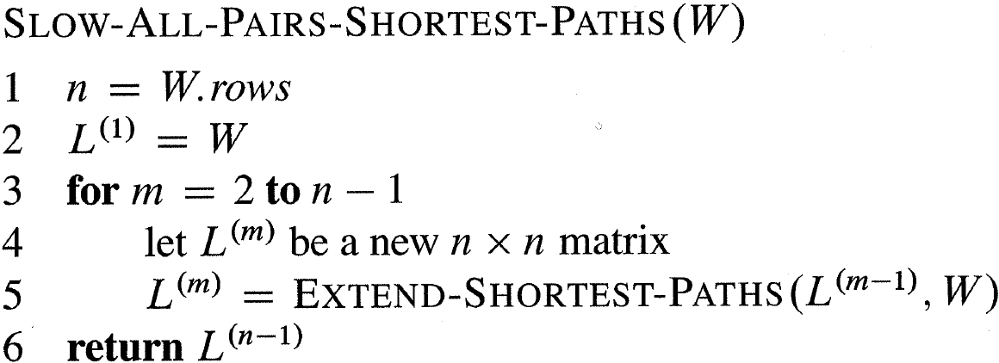 SLOW-ALL-PAIRS-SHORTEST-PATHS(W)
1 n = W.rows
2 L^(1) = W
3 for m = 2 to n − 1
4 let L^(m) be a new n × n matrix
5 L^(m) = EXTEND-SHORTEST-PATHS(L^(m−1), W)
6 return L^(n−1)